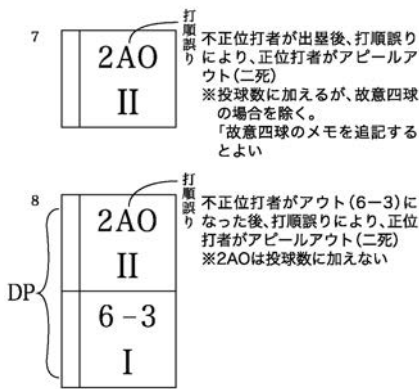 7
2AO
II
打順誤り
不正位打者が出塁後、打順誤り
により、正位打者がアピールア
ウト(二死)
※投球数に加えるが、故意四球
の場合を除く。
「故意四球のメモを追記する
とよい
8
DP
2AO
II
6-3
I
打順誤り
不正位打者がアウト(6-3)に
なった後、打順誤りにより、正位
打者がアピールアウト(二死)
※2AOは投球数に加えない